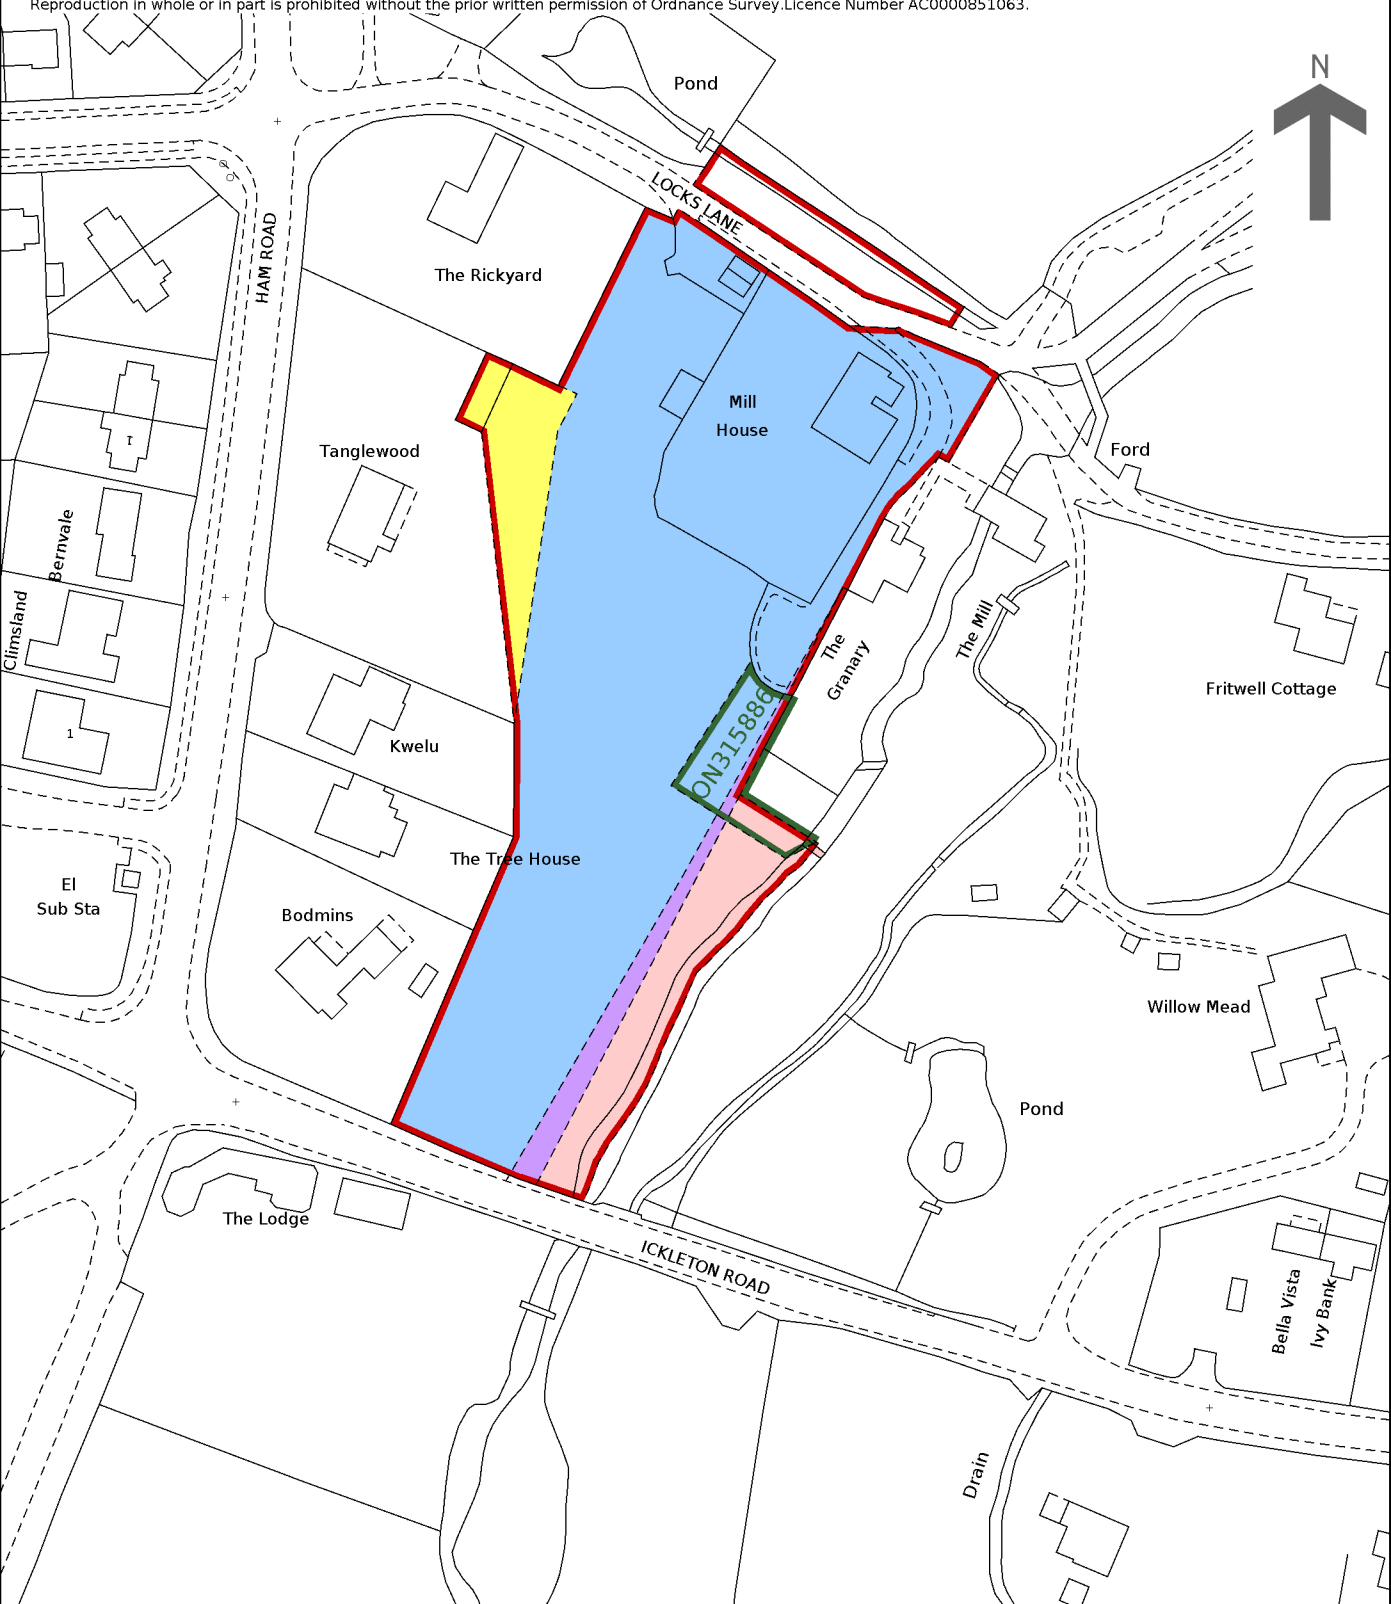 Reproduction in whole or in part is prohibited without the prior written permission of Ordnance Survey.Licence Number AC0000851063.
N
Pond
LOCKS LANE
HAM ROAD
The Rickyard
Mill
House
Tanglewood
Ford
1
Bernvale
Climsland
The
Granary
The Mill
Fritwell Cottage
ON315886
1
Kwelu
The Tree House
El
Sub Sta
Bodmins
Willow Mead
Pond
The Lodge
ICKLETON ROAD
Bella Vista
Ivy Bank
Drain